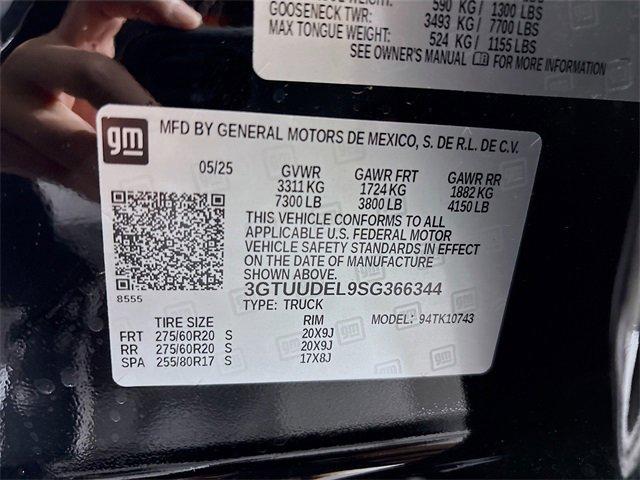 590 KG/ 1300 LBS
GOOSENECK TWR: 3493 KG/ 7700 LBS
MAX TONGUE WEIGHT: 524 KG/ 1155 LBS
SEE OWNER'S MANUAL FOR MORE INFORMATION
gm MFD BY GENERAL MOTORS DE MEXICO, S. DE R.L. DE C.V.
05/25 GVWR GAWR FRT GAWR RR
3311 KG 1724 KG 1882 KG
7300 LB 3800 LB 4150 LB
THIS VEHICLE CONFORMS TO ALL
APPLICABLE U.S. FEDERAL MOTOR
VEHICLE SAFETY STANDARDS IN EFFECT
ON THE DATE OF MANUFACTURE
SHOWN ABOVE.
8555
3GTUUDEL9SG366344
TYPE: TRUCK
TIRE SIZE RIM MODEL: 94TK10743
FRT 275/60R20 S 20X9J
RR 275/60R20 S 20X9J
SPA 255/80R17 S 17X8J